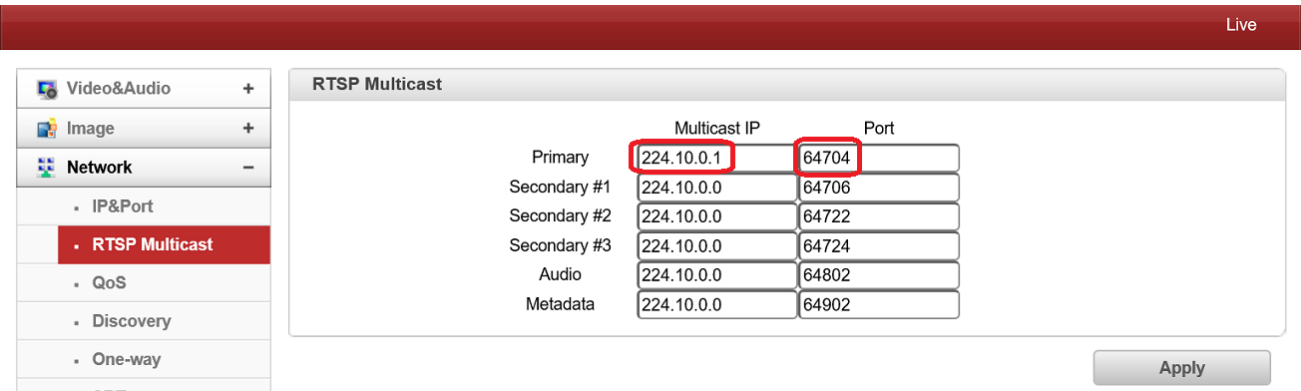 Live
Video&Audio +
Image +
Network −
IP&Port
RTSP Multicast
QoS
Discovery
One-way
RTSP Multicast
Multicast IP Port
Primary 224.10.0.1 64704
Secondary #1 224.10.0.0 64706
Secondary #2 224.10.0.0 64722
Secondary #3 224.10.0.0 64724
Audio 224.10.0.0 64802
Metadata 224.10.0.0 64902
Apply